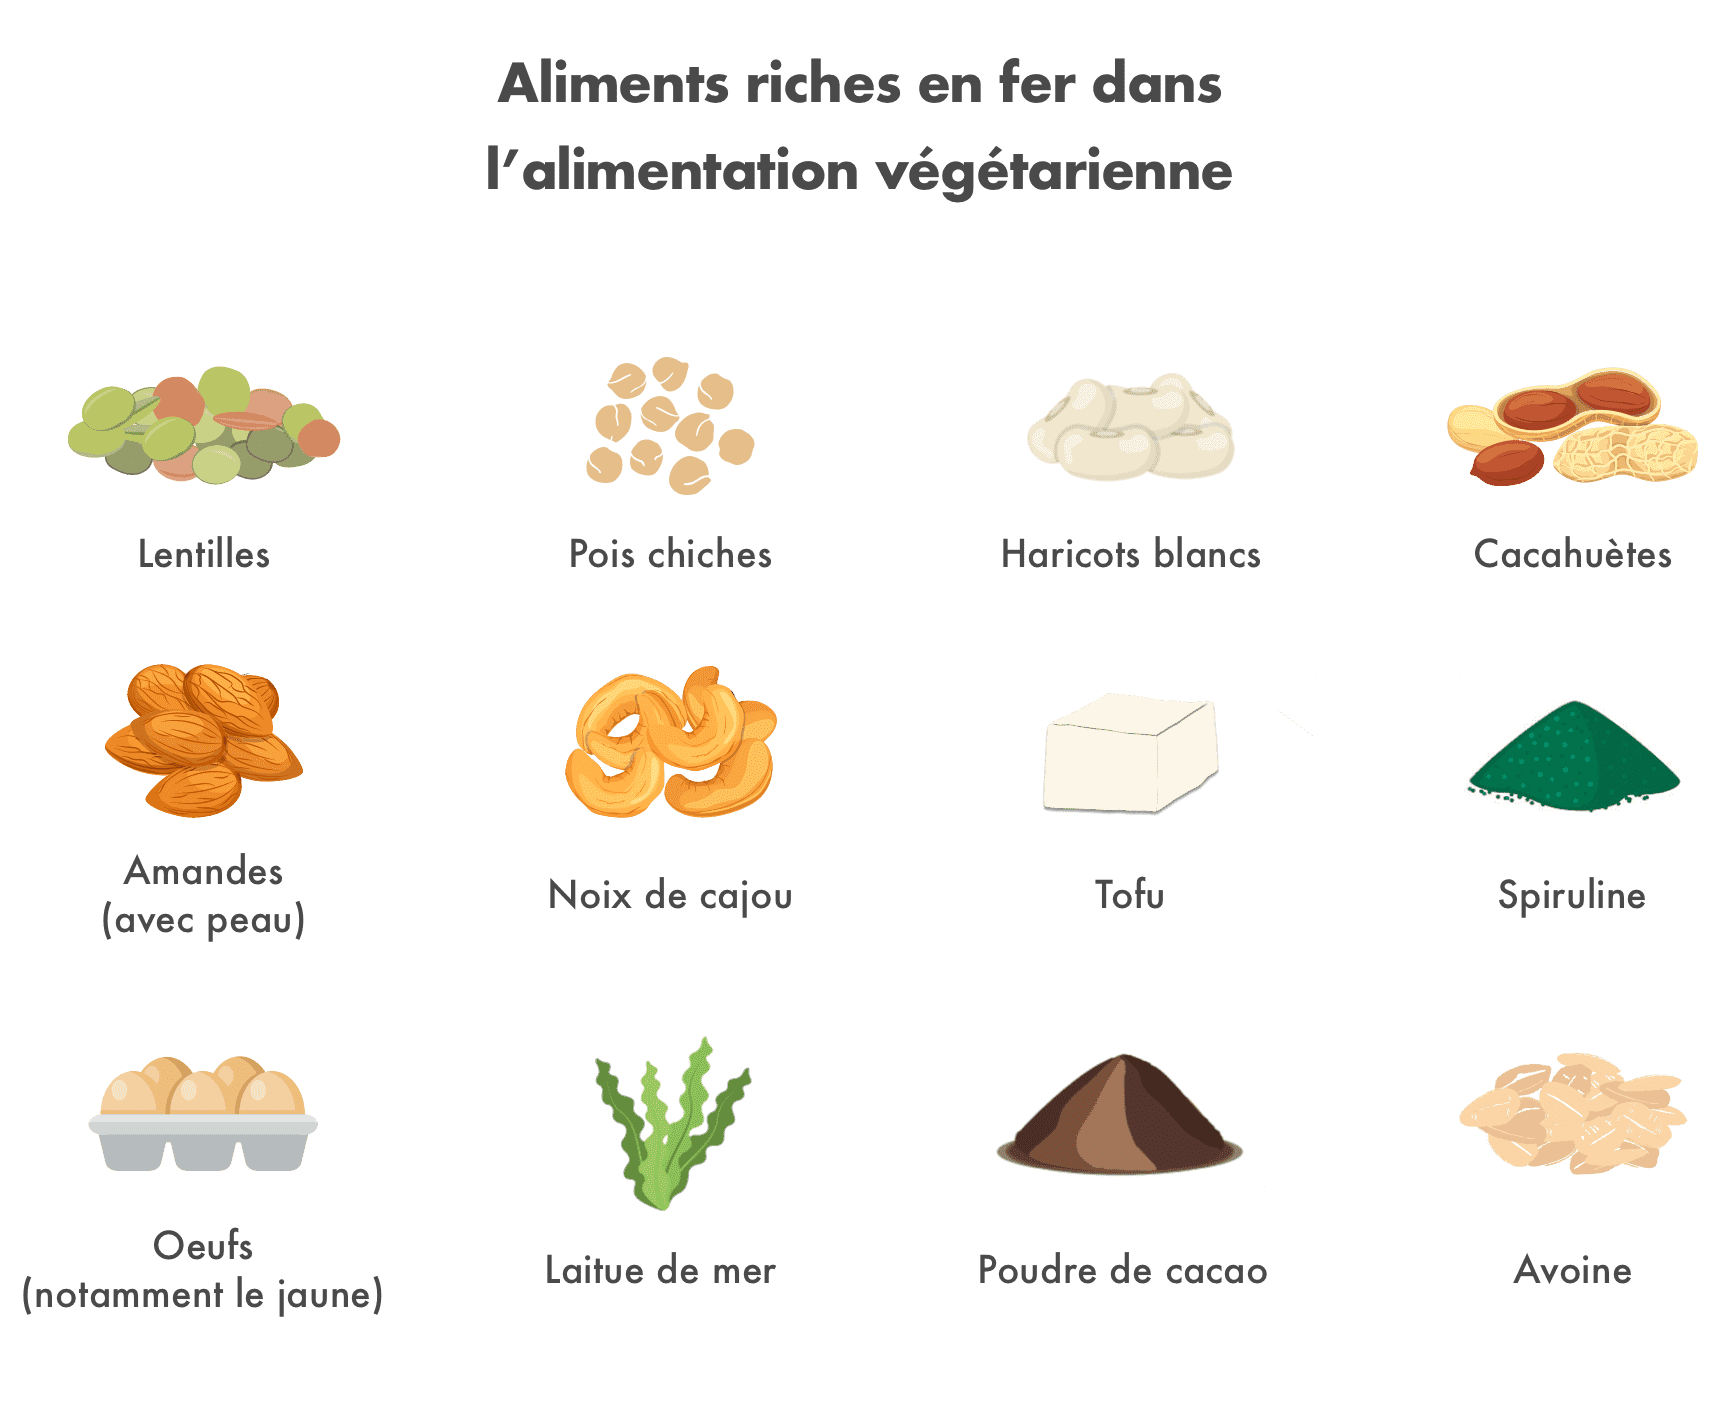 Aliments riches en fer dans
l’alimentation végétarienne
Lentilles
Pois chiches
Haricots blancs
Cacahuètes
Amandes
(avec peau)
Noix de cajou
Tofu
Spiruline
Oeufs
(notamment le jaune)
Laitue de mer
Poudre de cacao
Avoine